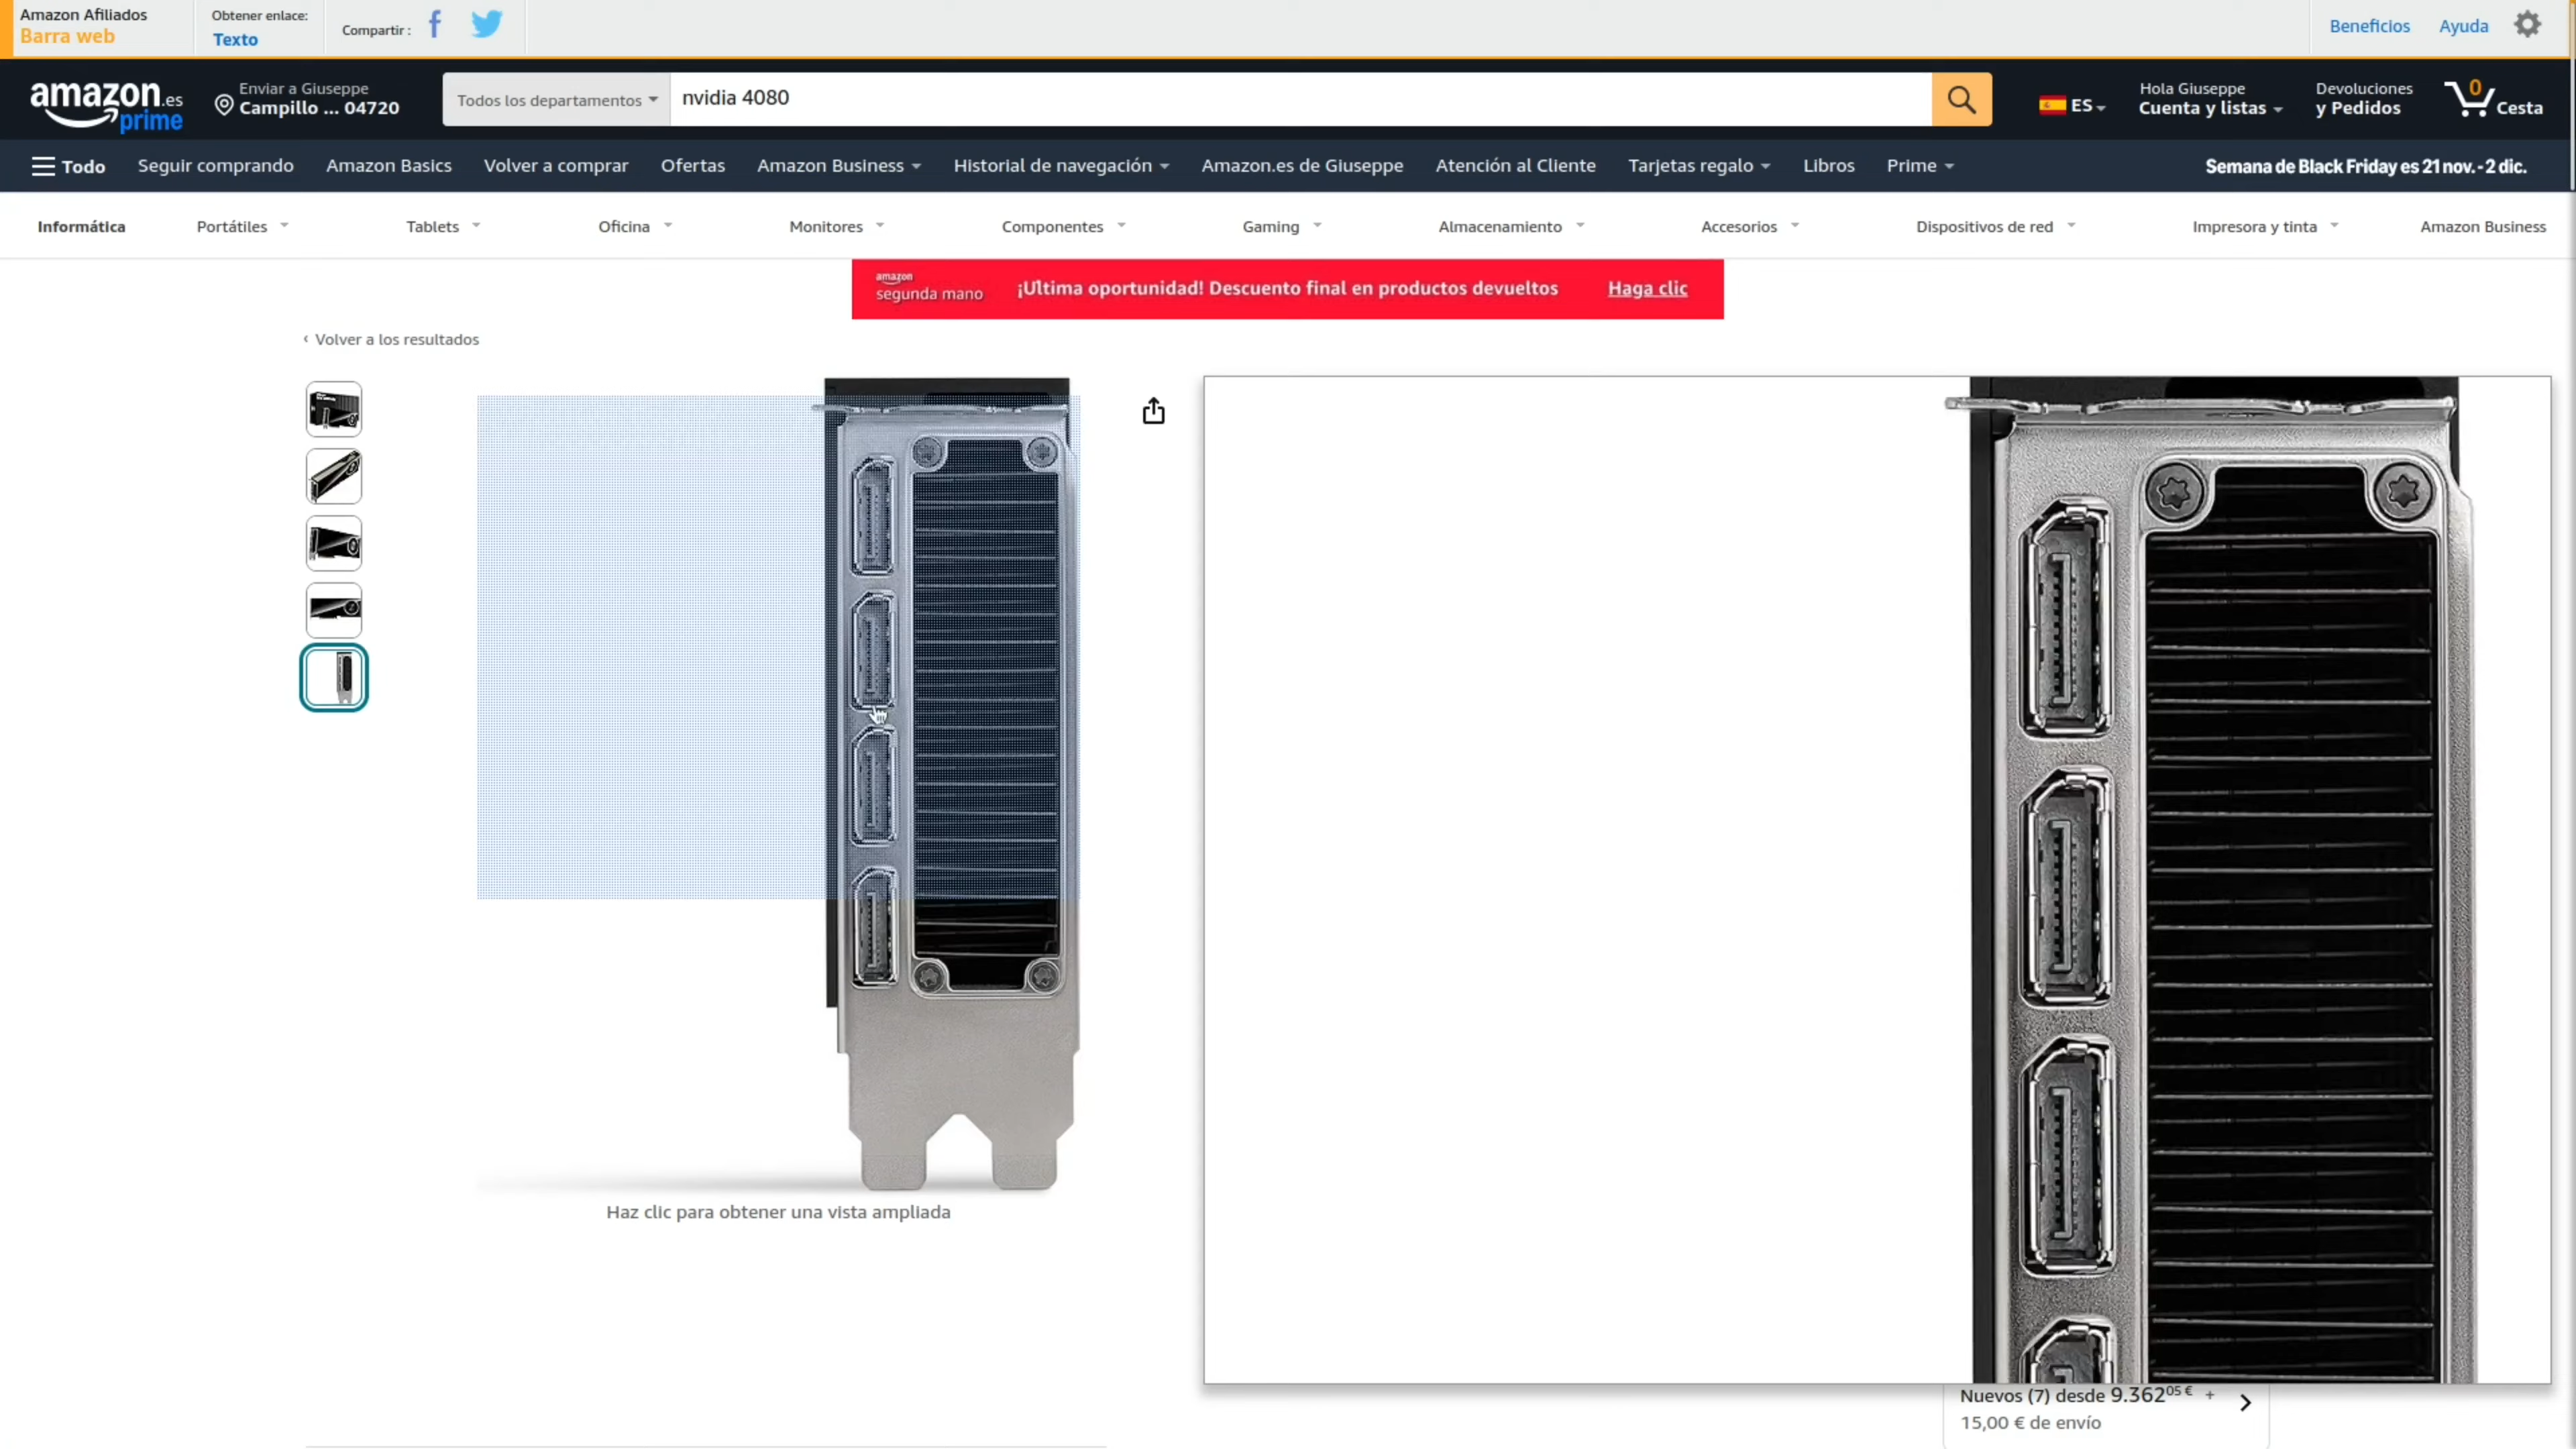 Amazon Afiliados
Barra web
Obtener enlace:
Texto
Compartir :
Beneficios
Ayuda
amazon.es
prime
Enviar a Giuseppe
Campillo ... 04720
Todos los departamentos
nvidia 4080
ES
Hola Giuseppe
Cuenta y listas
Devoluciones
y Pedidos
0
Cesta
Todo
Seguir comprando
Amazon Basics
Volver a comprar
Ofertas
Amazon Business
Historial de navegación
Amazon.es de Giuseppe
Atención al Cliente
Tarjetas regalo
Libros
Prime
Semana de Black Friday es 21 nov. - 2 dic.
Informática
Portátiles
Tablets
Oficina
Monitores
Componentes
Gaming
Almacenamiento
Accesorios
Dispositivos de red
Impresora y tinta
Amazon Business
amazon
segunda mano
¡Ultima oportunidad! Descuento final en productos devueltos
Haga clic
‹ Volver a los resultados
Haz clic para obtener una vista ampliada
Nuevos (7) desde 9.36205 € +
15,00 € de envío